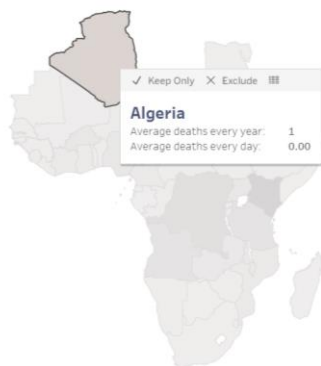 Keep Only Exclude
Algeria
Average deaths every year: 1
Average deaths every day: 0.00